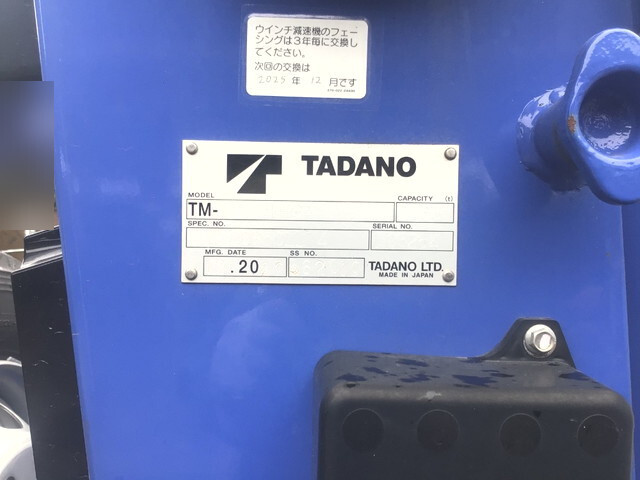 ウインチ減速機のフェー
シングは3年毎に交換し
てください。
次回の交換は
2025 年 12 月です
TADANO
MODEL CAPACITY (t)
TM-
SPEC. NO. SERIAL NO.
MFG. DATE SS NO.
.20 TADANO LTD.
MADE IN JAPAN